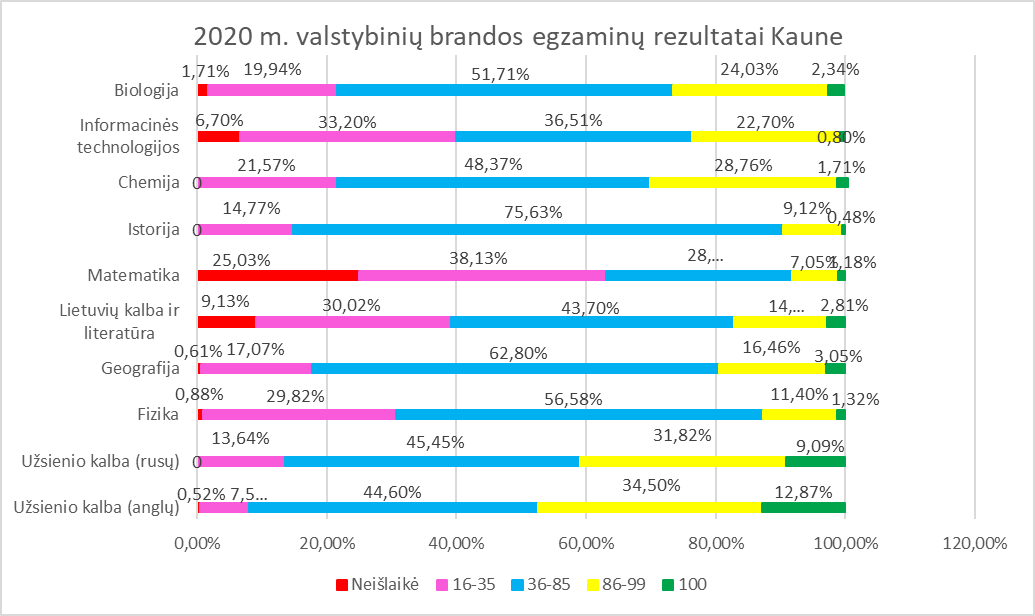 2020 m. valstybinių brandos egzaminų rezultatai Kaune
Biologija
1,71% 19,94% 51,71% 24,03% 2,34%
Informacinės
technologijos
6,70% 33,20% 36,51% 22,70% 0,80%
Chemija
0 21,57% 48,37% 28,76% 1,71%
Istorija
0 14,77% 75,63% 9,12% 0,48%
Matematika
25,03% 38,13% 28,... 7,05% 1,18%
Lietuvių kalba ir
literatūra
9,13% 30,02% 43,70% 14,... 2,81%
Geografija
0,61% 17,07% 62,80% 16,46% 3,05%
Fizika
0,88% 29,82% 56,58% 11,40% 1,32%
Užsienio kalba (rusų)
0 13,64% 45,45% 31,82% 9,09%
Užsienio kalba (anglų)
0,52% 7,5... 44,60% 34,50% 12,87%
0,00% 20,00% 40,00% 60,00% 80,00% 100,00% 120,00%
Neišlaikė 16-35 36-85 86-99 100